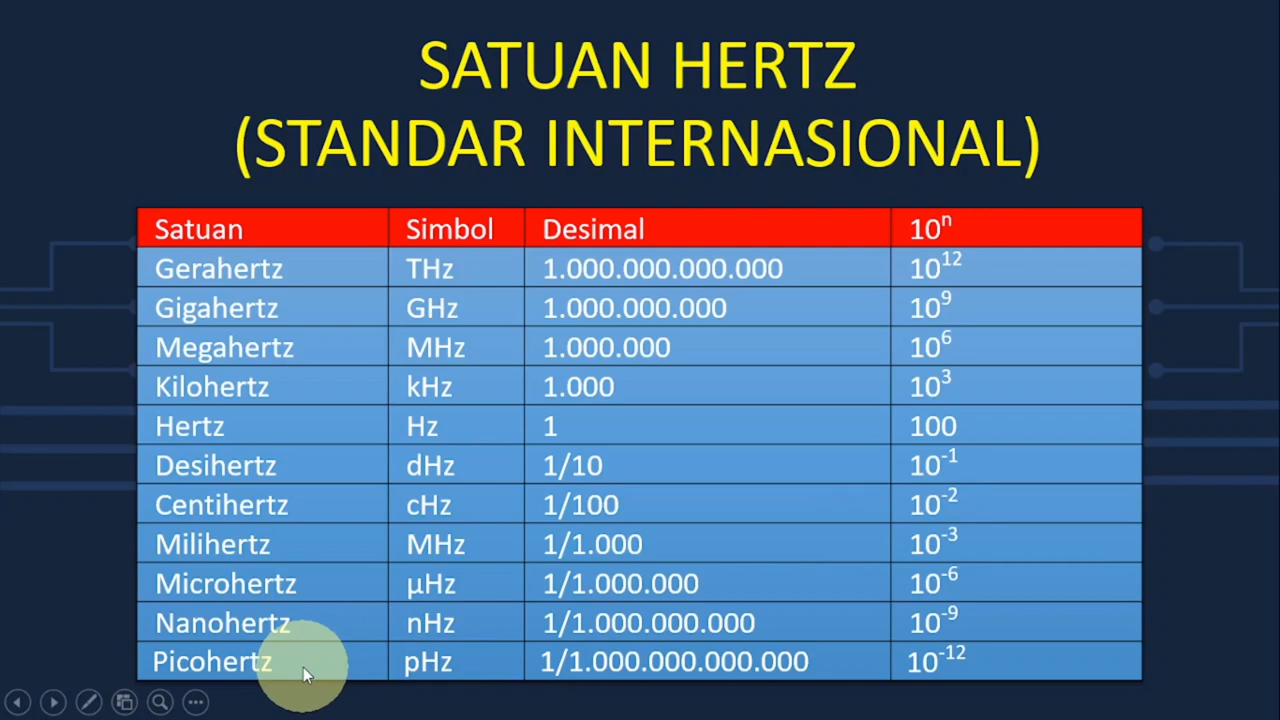 SATUAN HERTZ
(STANDAR INTERNASIONAL)
Satuan Simbol Desimal 10ⁿ
Gerahertz THz 1.000.000.000.000 10¹²
Gigahertz GHz 1.000.000.000 10⁹
Megahertz MHz 1.000.000 10⁶
Kilohertz kHz 1.000 10³
Hertz Hz 1 100
Desihertz dHz 1/10 10⁻¹
Centihertz cHz 1/100 10⁻²
Milihertz MHz 1/1.000 10⁻³
Microhertz μHz 1/1.000.000 10⁻⁶
Nanohertz nHz 1/1.000.000.000 10⁻⁹
Picohertz pHz 1/1.000.000.000.000 10⁻¹²